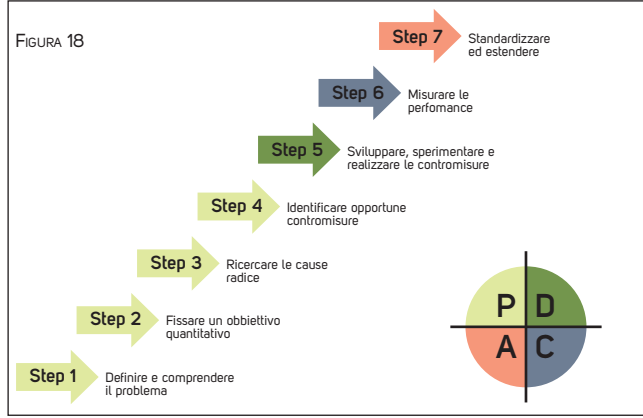 FIGURA 18
Step 7
Standardizzare
ed estendere
Step 6
Misurare le
perfomance
Step 5
Sviluppare, sperimentare e
realizzare le contromisure
Step 4
Identificare opportune
contromisure
Step 3
Ricercare le cause
radice
Step 2
Fissare un obbiettivo
quantitativo
Step 1
Definire e comprendere
il problema
P D
A C